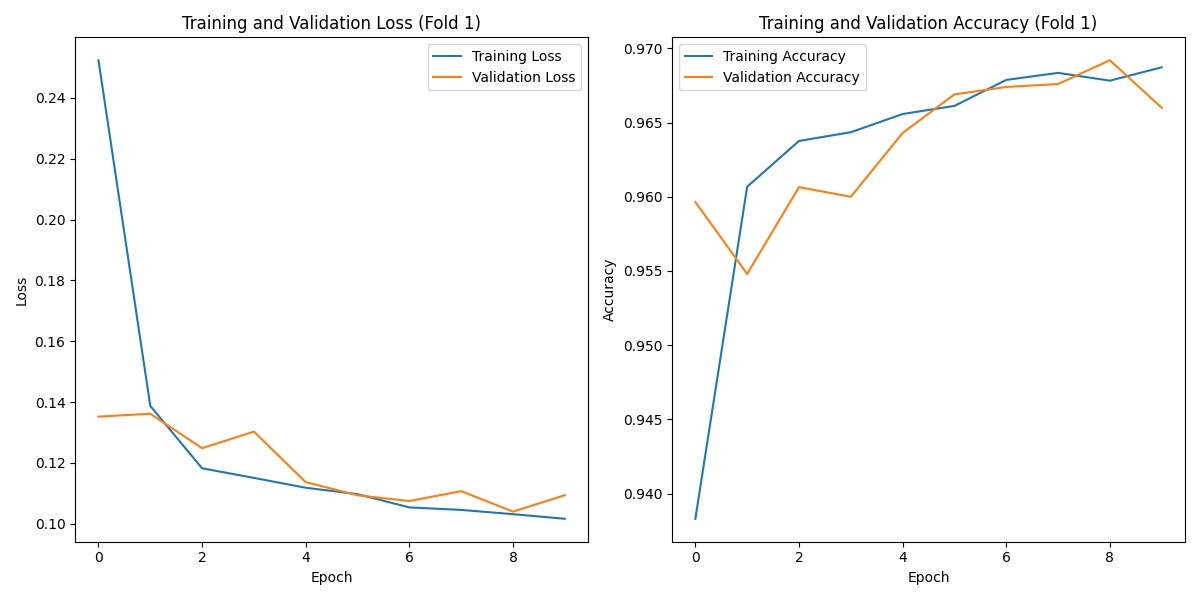 Training and Validation Loss (Fold 1)
Training Loss
Validation Loss
0.24
0.22
0.20
0.18
0.16
0.14
0.12
0.10
Loss
0 2 4 6 8
Epoch
Training and Validation Accuracy (Fold 1)
Training Accuracy
Validation Accuracy
0.970
0.965
0.960
0.955
0.950
0.945
0.940
Accuracy
0 2 4 6 8
Epoch